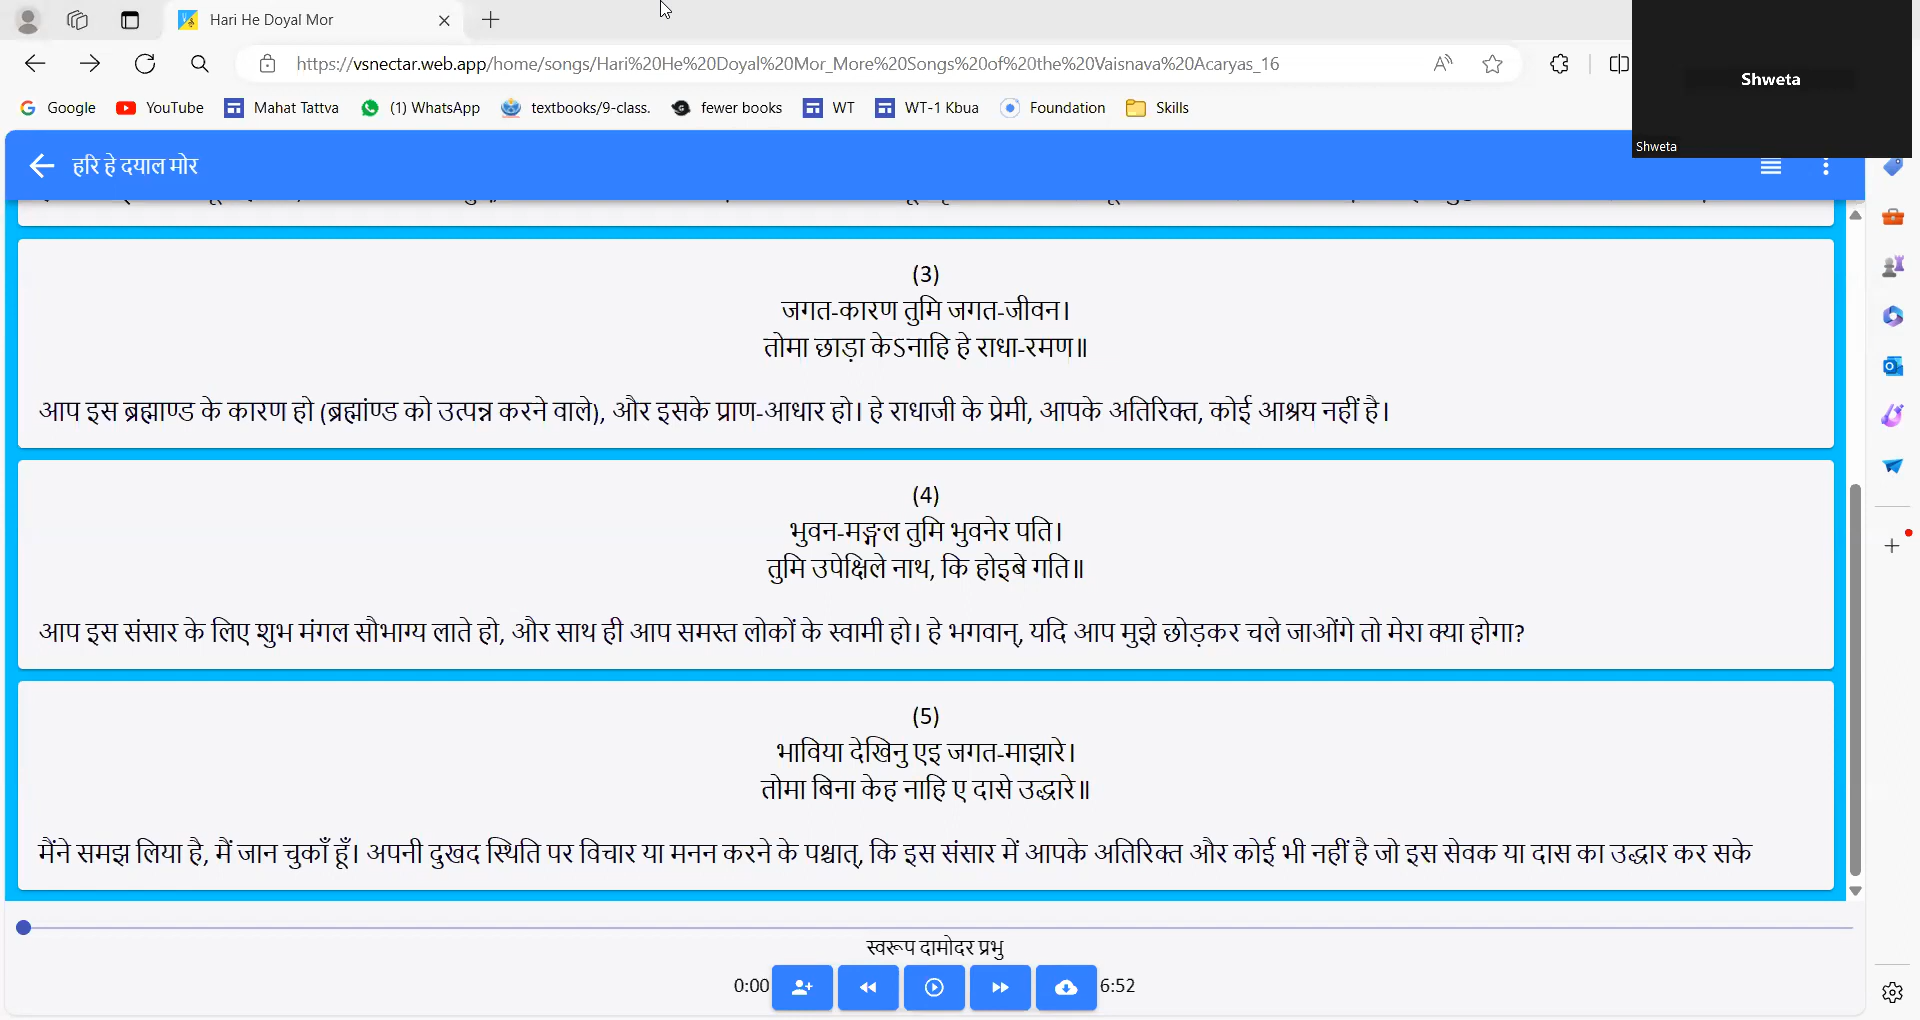 Hari He Doyal Mor
https://vsnectar.web.app/home/songs/Hari%20He%20Doyal%20Mor_More%20Songs%20of%20the%20Vaisnava%20Acaryas_16
Google YouTube Mahat Tattva (1) WhatsApp textbooks/9-class. fewer books WT WT-1 Kbua Foundation Skills
Shweta
Shweta
हरि हे दयाल मोर
(3)
जगत-कारण तुमि जगत-जीवन।
तोमा छाड़ा केऽनाहि हे राधा-रमण॥
आप इस ब्रह्माण्ड के कारण हो (ब्रह्मांण्ड को उत्पन्न करने वाले), और इसके प्राण-आधार हो। हे राधाजी के प्रेमी, आपके अतिरिक्त, कोई आश्रय नहीं है।
(4)
भुवन-मङ्गल तुमि भुवनेर पति।
तुमि उपेक्षिले नाथ, कि होइबे गति॥
आप इस संसार के लिए शुभ मंगल सौभाग्य लाते हो, और साथ ही आप समस्त लोकों के स्वामी हो। हे भगवान्, यदि आप मुझे छोड़कर चले जाओंगे तो मेरा क्या होगा?
(5)
भाविया देखिनु एइ जगत-माझारे।
तोमा बिना केह नाहि ए दासे उद्धारे॥
मैंने समझ लिया है, मैं जान चुकाँ हूँ। अपनी दुखद स्थिति पर विचार या मनन करने के पश्चात्, कि इस संसार में आपके अतिरिक्त और कोई भी नहीं है जो इस सेवक या दास का उद्धार कर सके
स्वरूप दामोदर प्रभु
0:00 6:52